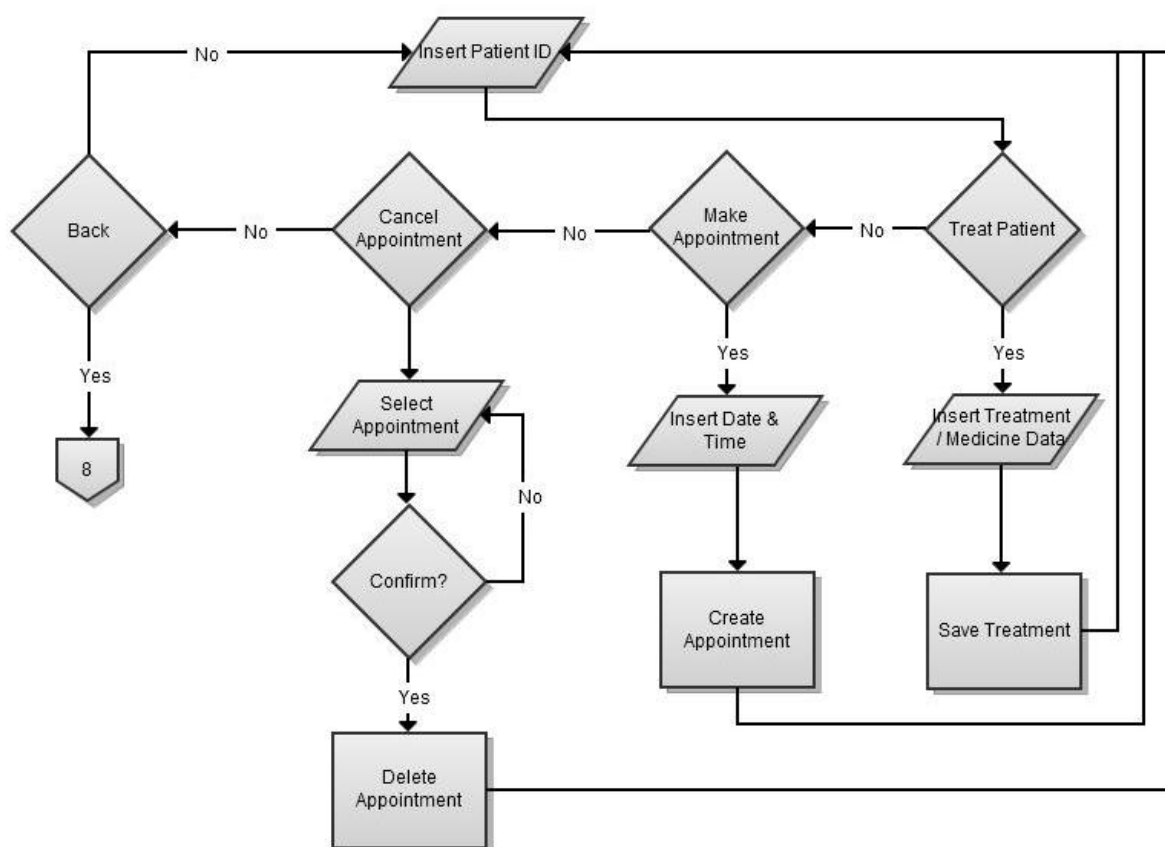 No
Insert Patient ID
Back
No
Cancel
Appointment
No
Make
Appointment
No
Treat Patient
Yes
Yes
Yes
8
Select
Appointment
Insert Date &
Time
Insert Treatment
/ Medicine Data
No
Confirm?
Create
Appointment
Save Treatment
Yes
Delete
Appointment